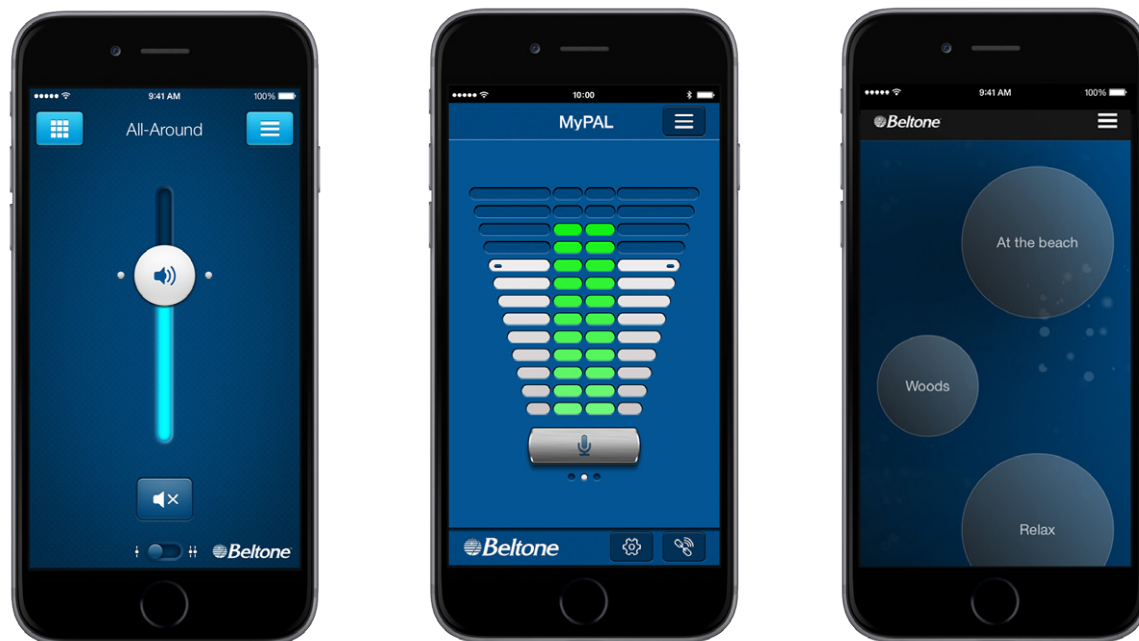 9:41 AM
100%
All-Around
Beltone
10:00
MyPAL
Beltone
9:41 AM
100%
Beltone
At the beach
Woods
Relax